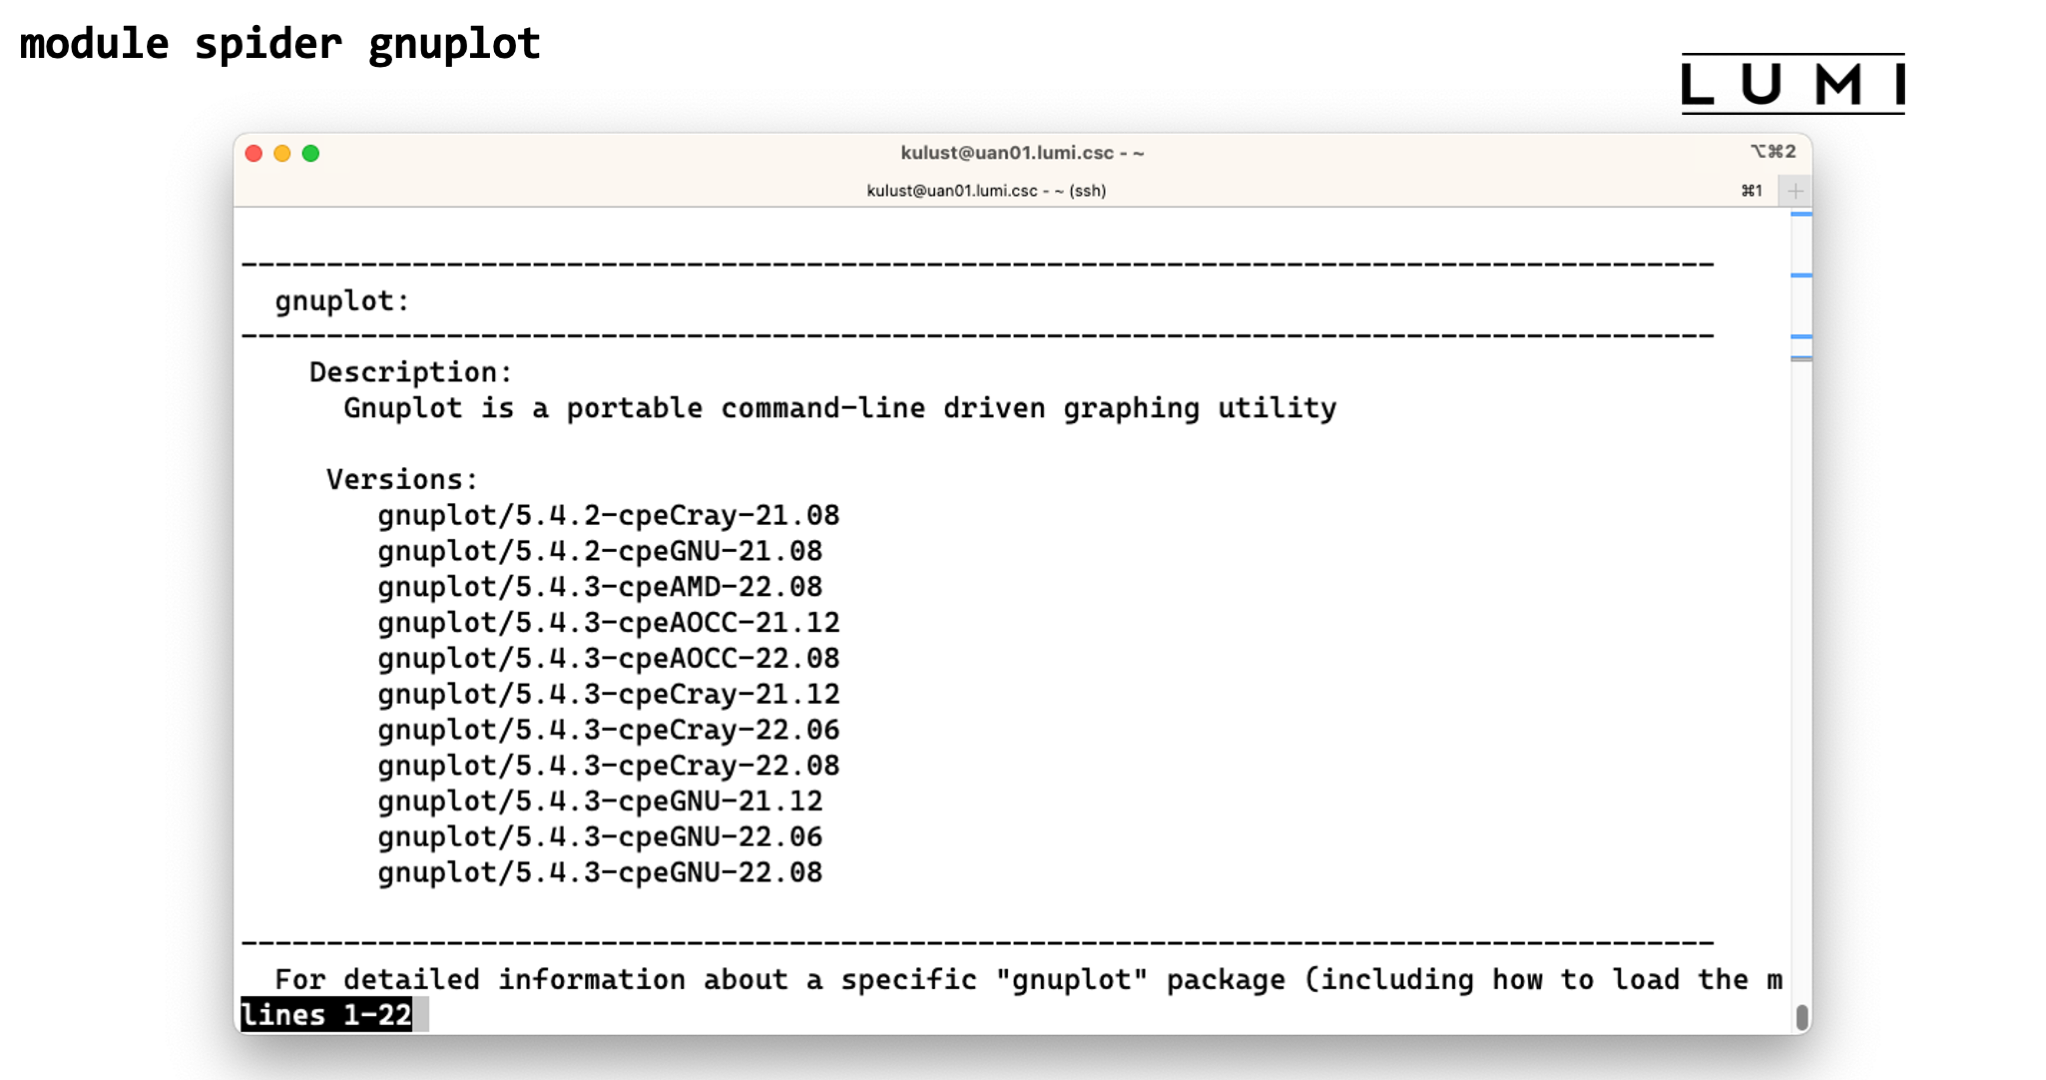 module spider gnuplot
LUMI
kulust@uan01.lumi.csc - ~
⌥⌘2
kulust@uan01.lumi.csc - ~ (ssh)
⌘1
+
--------------------------------------------------------------------------------------
gnuplot:
--------------------------------------------------------------------------------------
Description:
Gnuplot is a portable command-line driven graphing utility
Versions:
gnuplot/5.4.2-cpeCray-21.08
gnuplot/5.4.2-cpeGNU-21.08
gnuplot/5.4.3-cpeAMD-22.08
gnuplot/5.4.3-cpeAOCC-21.12
gnuplot/5.4.3-cpeAOCC-22.08
gnuplot/5.4.3-cpeCray-21.12
gnuplot/5.4.3-cpeCray-22.06
gnuplot/5.4.3-cpeCray-22.08
gnuplot/5.4.3-cpeGNU-21.12
gnuplot/5.4.3-cpeGNU-22.06
gnuplot/5.4.3-cpeGNU-22.08
--------------------------------------------------------------------------------------
For detailed information about a specific "gnuplot" package (including how to load the m
lines 1-22